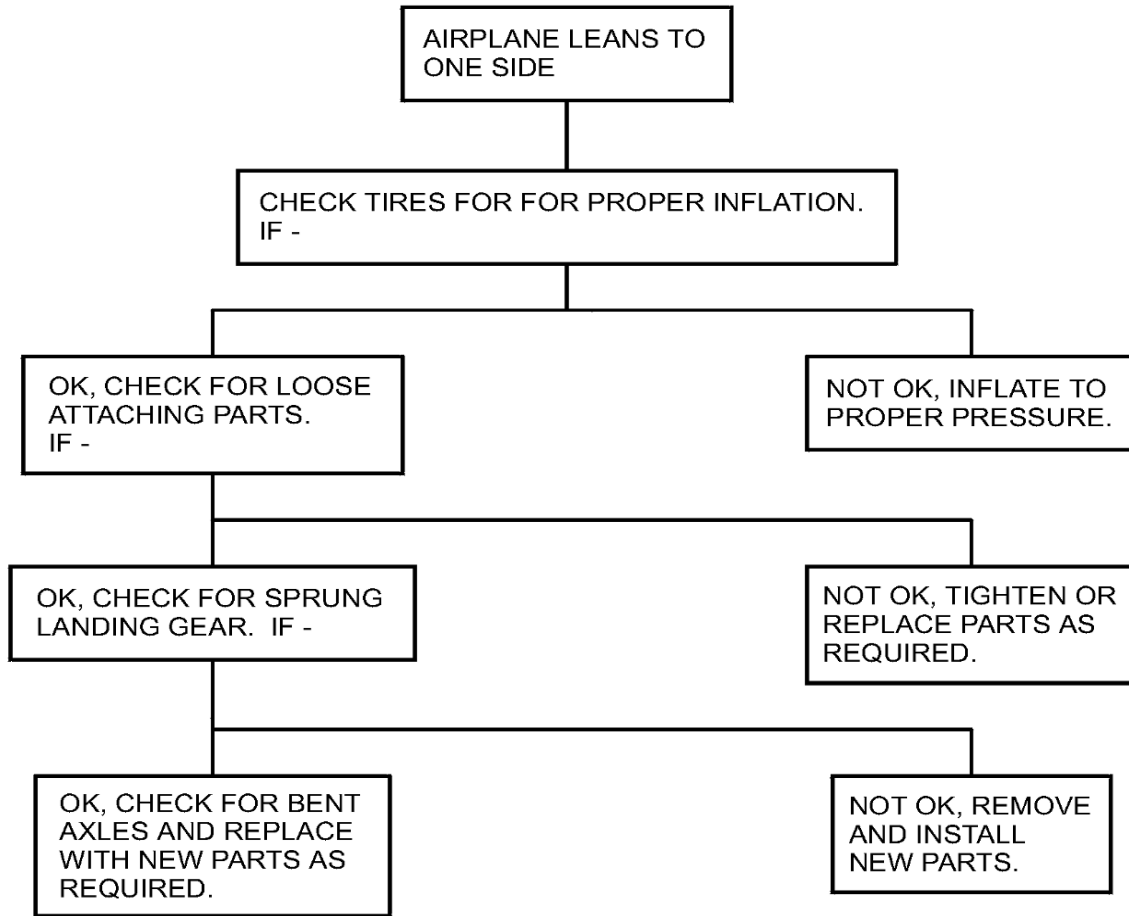 AIRPLANE LEANS TO
ONE SIDE
CHECK TIRES FOR FOR PROPER INFLATION.
IF -
OK, CHECK FOR LOOSE
ATTACHING PARTS.
IF -
NOT OK, INFLATE TO
PROPER PRESSURE.
OK, CHECK FOR SPRUNG
LANDING GEAR.  IF -
NOT OK, TIGHTEN OR
REPLACE PARTS AS
REQUIRED.
OK, CHECK FOR BENT
AXLES AND REPLACE
WITH NEW PARTS AS
REQUIRED.
NOT OK, REMOVE
AND INSTALL
NEW PARTS.